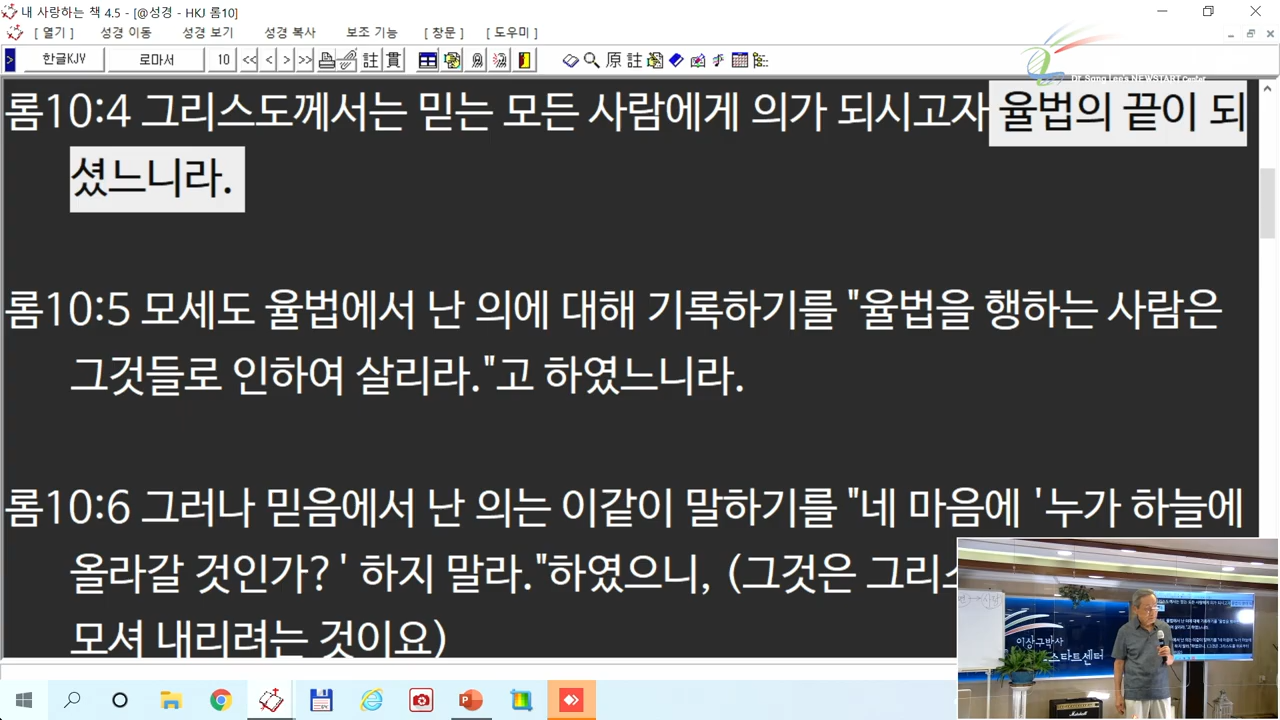 내 사랑하는 책 4.5 - [@성경 - HKJ 롬10]
[ 열기 ] 성경 이동 성경 보기 성경 복사 보조 기능 [ 창문 ] [ 도우미 ]
> 한글KJV 로마서 10 << < > >> 註 貫 原 註
Dr. Sang Lee's NEWSTART Center
롬10:4 그리스도께서는 믿는 모든 사람에게 의가 되시고자 율법의 끝이 되
셨느니라.
롬10:5 모세도 율법에서 난 의에 대해 기록하기를 "율법을 행하는 사람은
그것들로 인하여 살리라."고 하였느니라.
롬10:6 그러나 믿음에서 난 의는 이같이 말하기를 "네 마음에 '누가 하늘에
올라갈 것인가? ' 하지 말라."하였으니, (그것은 그리스
모셔 내리려는 것이요)
이상구박사
스타트센터
Marshall